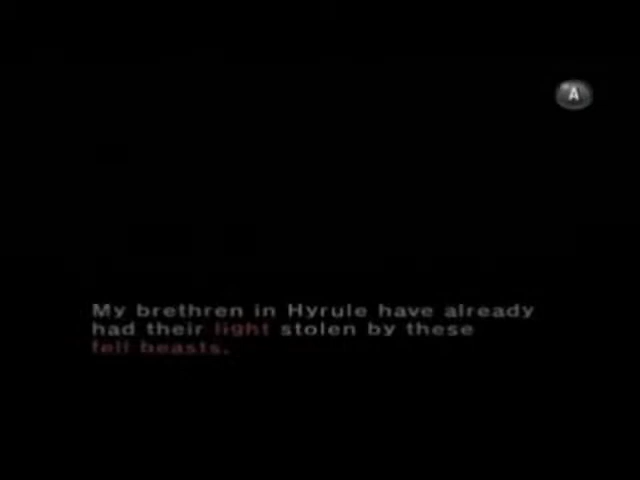 A
My brethren in Hyrule have already
had their light stolen by these
fell beasts.